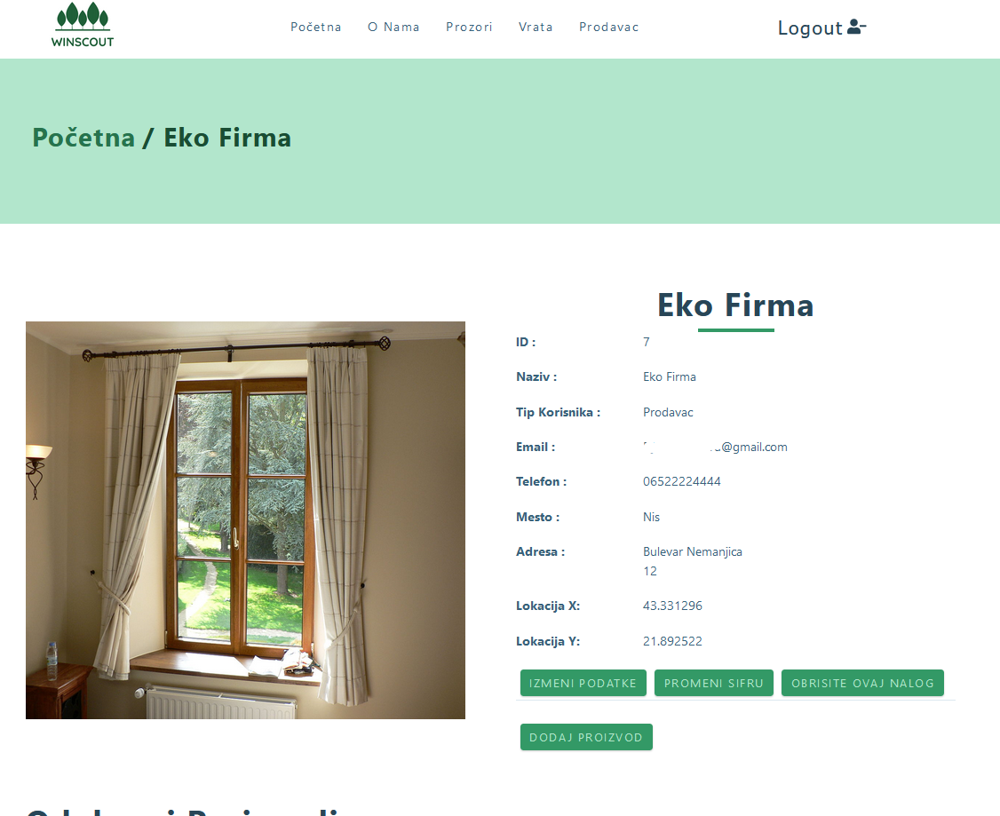 WINSCOUT
Početna O Nama Prozori Vrata Prodavac Logout
Početna / Eko Firma
Eko Firma
ID : 7
Naziv : Eko Firma
Tip Korisnika : Prodavac
Email : @gmail.com
Telefon : 06522224444
Mesto : Nis
Adresa : Bulevar Nemanjica
12
Lokacija X: 43.331296
Lokacija Y: 21.892522
IZMENI PODATKE PROMENI SIFRU OBRISITE OVAJ NALOG
DODAJ PROIZVOD